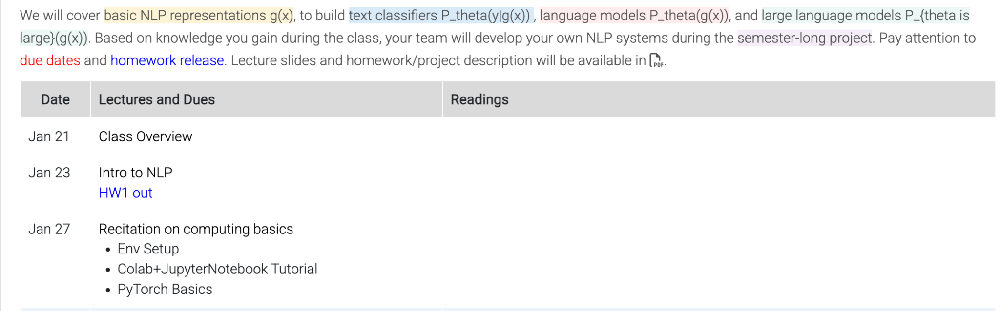 We will cover basic NLP representations g(x), to build text classifiers P_theta(y|g(x)) , language models P_theta(g(x)), and large language models P_{theta is
large}(g(x)). Based on knowledge you gain during the class, your team will develop your own NLP systems during the semester-long project. Pay attention to
due dates and homework release. Lecture slides and homework/project description will be available in PDF.
Date Lectures and Dues Readings
Jan 21 Class Overview
Jan 23 Intro to NLP
HW1 out
Jan 27 Recitation on computing basics
• Env Setup
• Colab+JupyterNotebook Tutorial
• PyTorch Basics